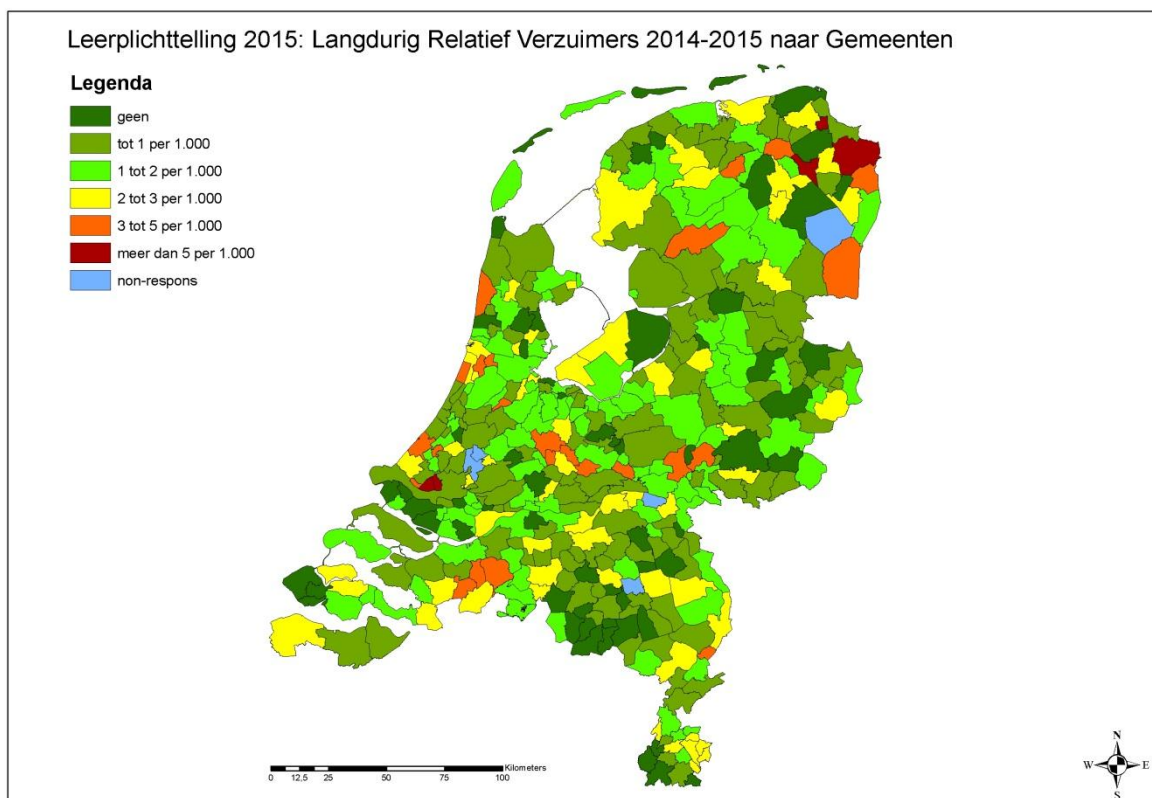 Leerplichttelling 2015: Langdurig Relatief Verzuimers 2014-2015 naar Gemeenten
Legenda
geen
tot 1 per 1.000
1 tot 2 per 1.000
2 tot 3 per 1.000
3 tot 5 per 1.000
meer dan 5 per 1.000
non-respons
Kilometers
0 12,5 25 50 75 100
N
W E
S